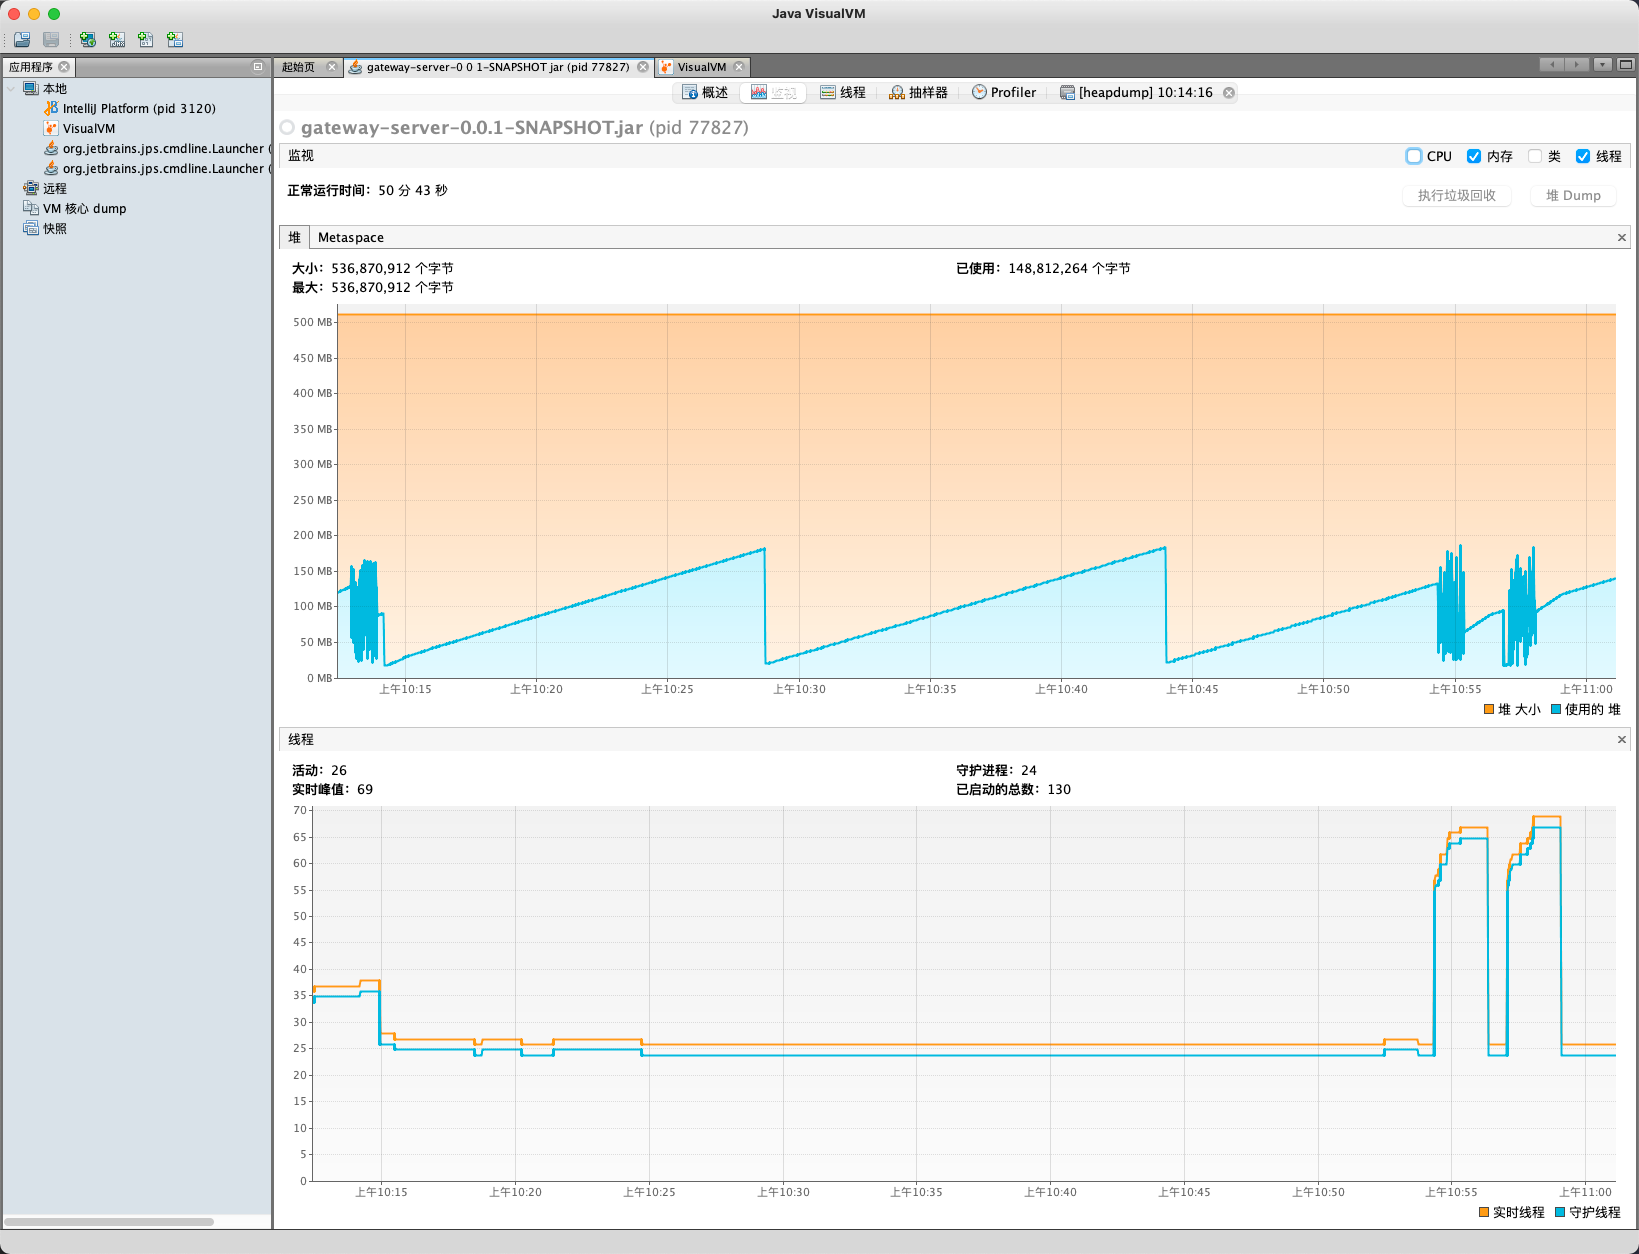 Java VisualVM
应用程序
本地
IntelliJ Platform (pid 3120)
VisualVM
org.jetbrains.jps.cmdline.Launcher (
org.jetbrains.jps.cmdline.Launcher (
远程
VM 核心 dump
快照
起始页
gateway-server-0 0 1-SNAPSHOT jar (pid 77827)
VisualVM
概述
监视
线程
抽样器
Profiler
[heapdump] 10:14:16
gateway-server-0.0.1-SNAPSHOT.jar (pid 77827)
监视
CPU
内存
类
线程
正常运行时间： 50 分 43 秒
执行垃圾回收
堆 Dump
堆
Metaspace
大小： 536,870,912 个字节
已使用： 148,812,264 个字节
最大： 536,870,912 个字节
500 MB
450 MB
400 MB
350 MB
300 MB
250 MB
200 MB
150 MB
100 MB
50 MB
0 MB
上午10:15 上午10:20 上午10:25 上午10:30 上午10:35 上午10:40 上午10:45 上午10:50 上午10:55 上午11:00
堆 大小 使用的 堆
线程
活动： 26
守护进程： 24
实时峰值： 69
已启动的总数： 130
70
65
60
55
50
45
40
35
30
25
20
15
10
5
0
上午10:15 上午10:20 上午10:25 上午10:30 上午10:35 上午10:40 上午10:45 上午10:50 上午10:55 上午11:00
实时线程 守护线程